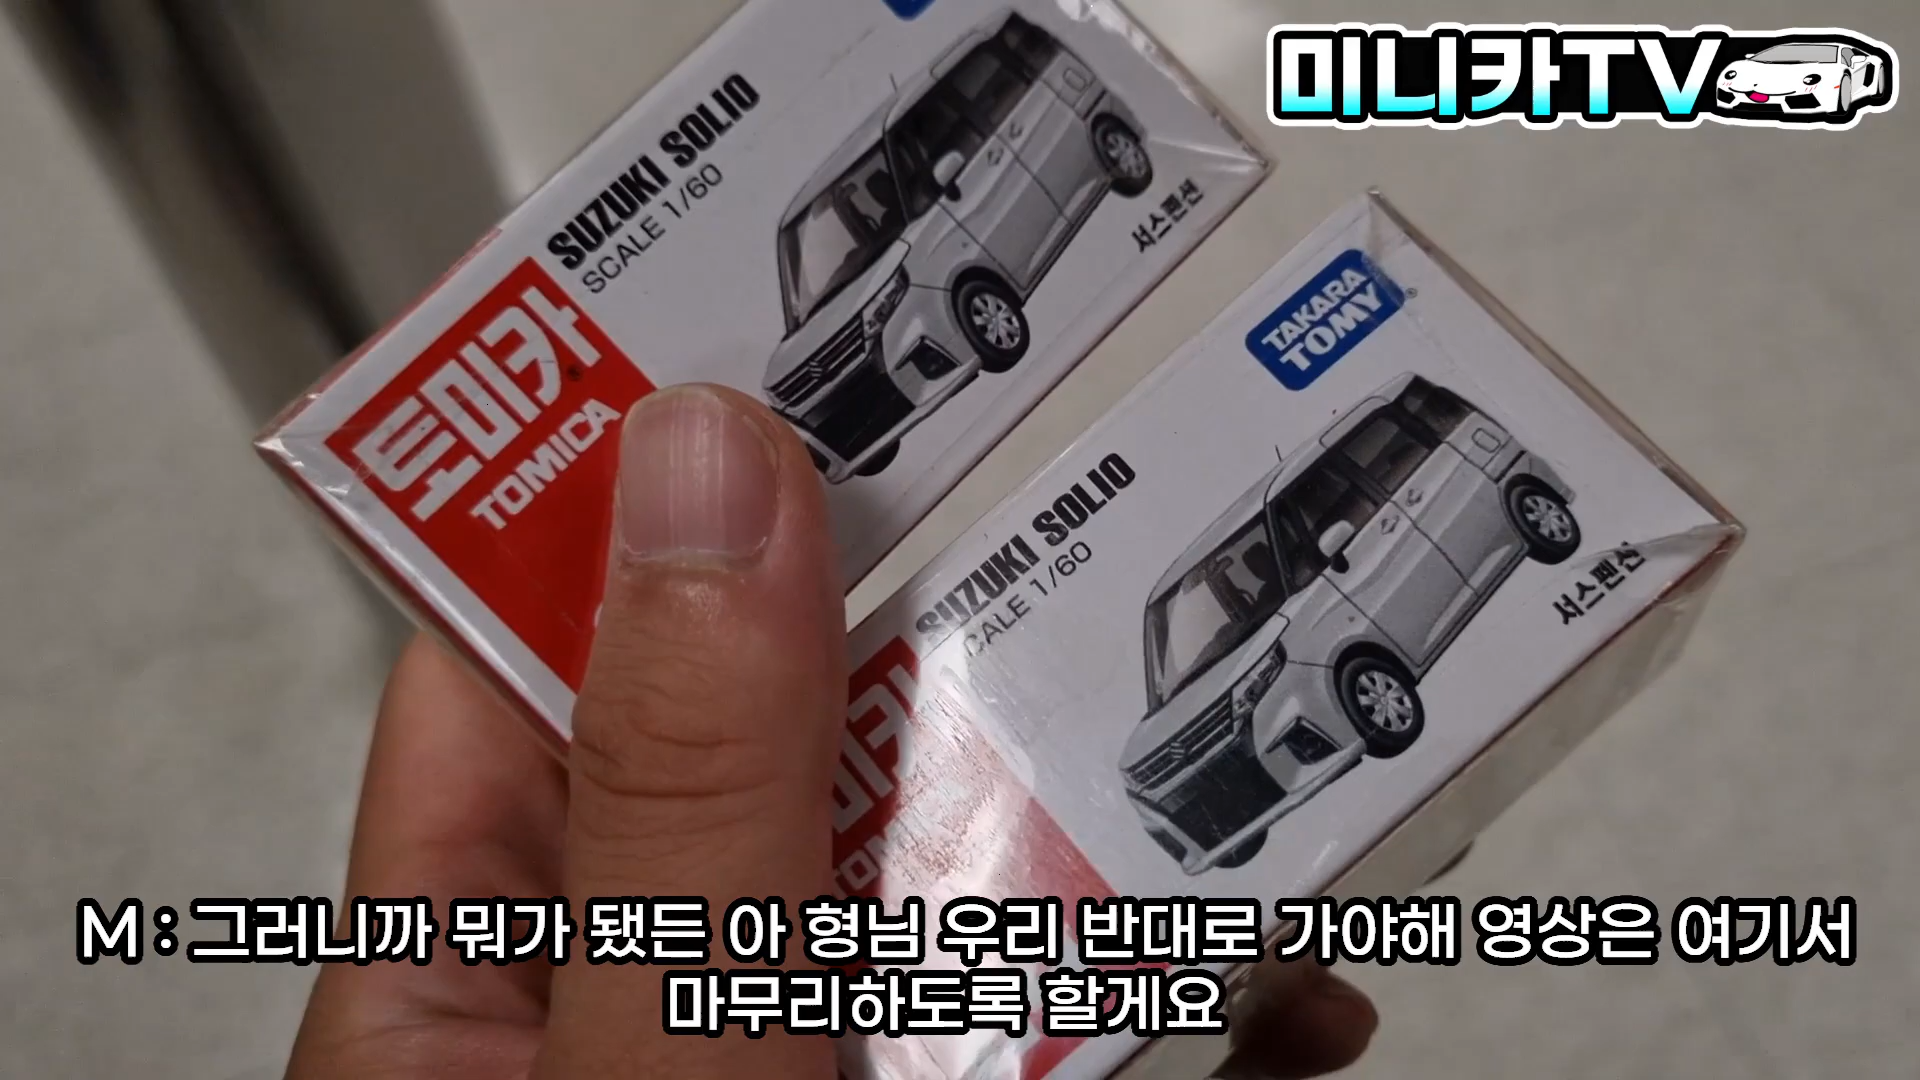 미니카TV
SUZUKI SOLIO
SCALE 1/60
서스펜션
토미카
TOMICA
TAKARA
TOMY
SUZUKI SOLIO
SCALE 1/60
서스펜션
M : 그러니까 뭐가 됐든 아 형님 우리 반대로 가야해 영상은 여기서
마무리하도록 할게요